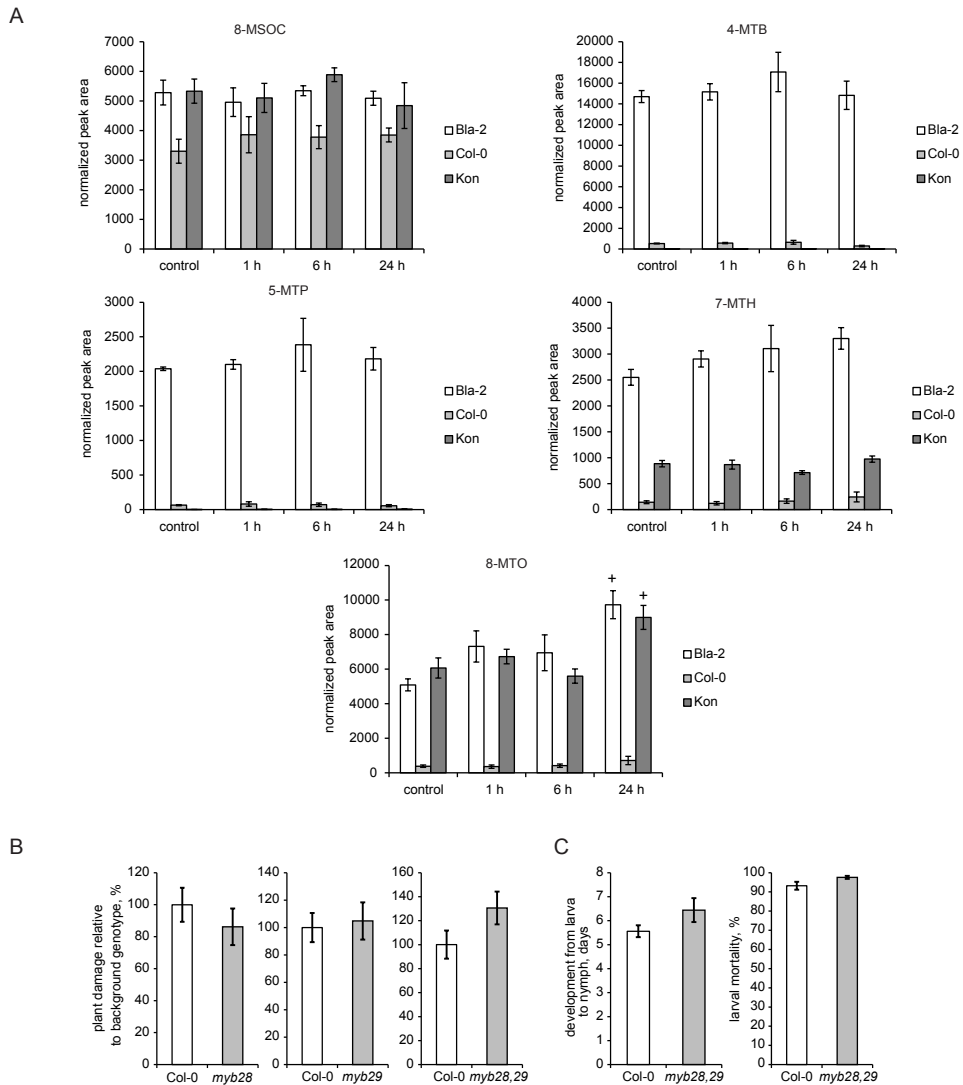 A
8-MSOC
normalized peak area
7000
6000
5000
4000
3000
2000
1000
0
control 1 h 6 h 24 h
Bla-2
Col-0
Kon
4-MTB
normalized peak area
20000
18000
16000
14000
12000
10000
8000
6000
4000
2000
0
control 1 h 6 h 24 h
Bla-2
Col-0
Kon
5-MTP
normalized peak area
3000
2500
2000
1500
1000
500
0
control 1 h 6 h 24 h
Bla-2
Col-0
Kon
7-MTH
normalized peak area
4000
3500
3000
2500
2000
1500
1000
500
0
control 1 h 6 h 24 h
Bla-2
Col-0
Kon
8-MTO
normalized peak area
12000
10000
8000
6000
4000
2000
0
+
+
control 1 h 6 h 24 h
Bla-2
Col-0
Kon
B
plant damage relative
to background genotype, %
120
100
80
60
40
20
0
Col-0 myb28
140
120
100
80
60
40
20
0
Col-0 myb29
160
140
120
100
80
60
40
20
0
Col-0 myb28,29
C
development from larva
to nymph, days
8
7
6
5
4
3
2
1
0
Col-0 myb28,29
larval mortality, %
100
90
80
70
60
50
40
30
20
10
0
Col-0 myb28,29